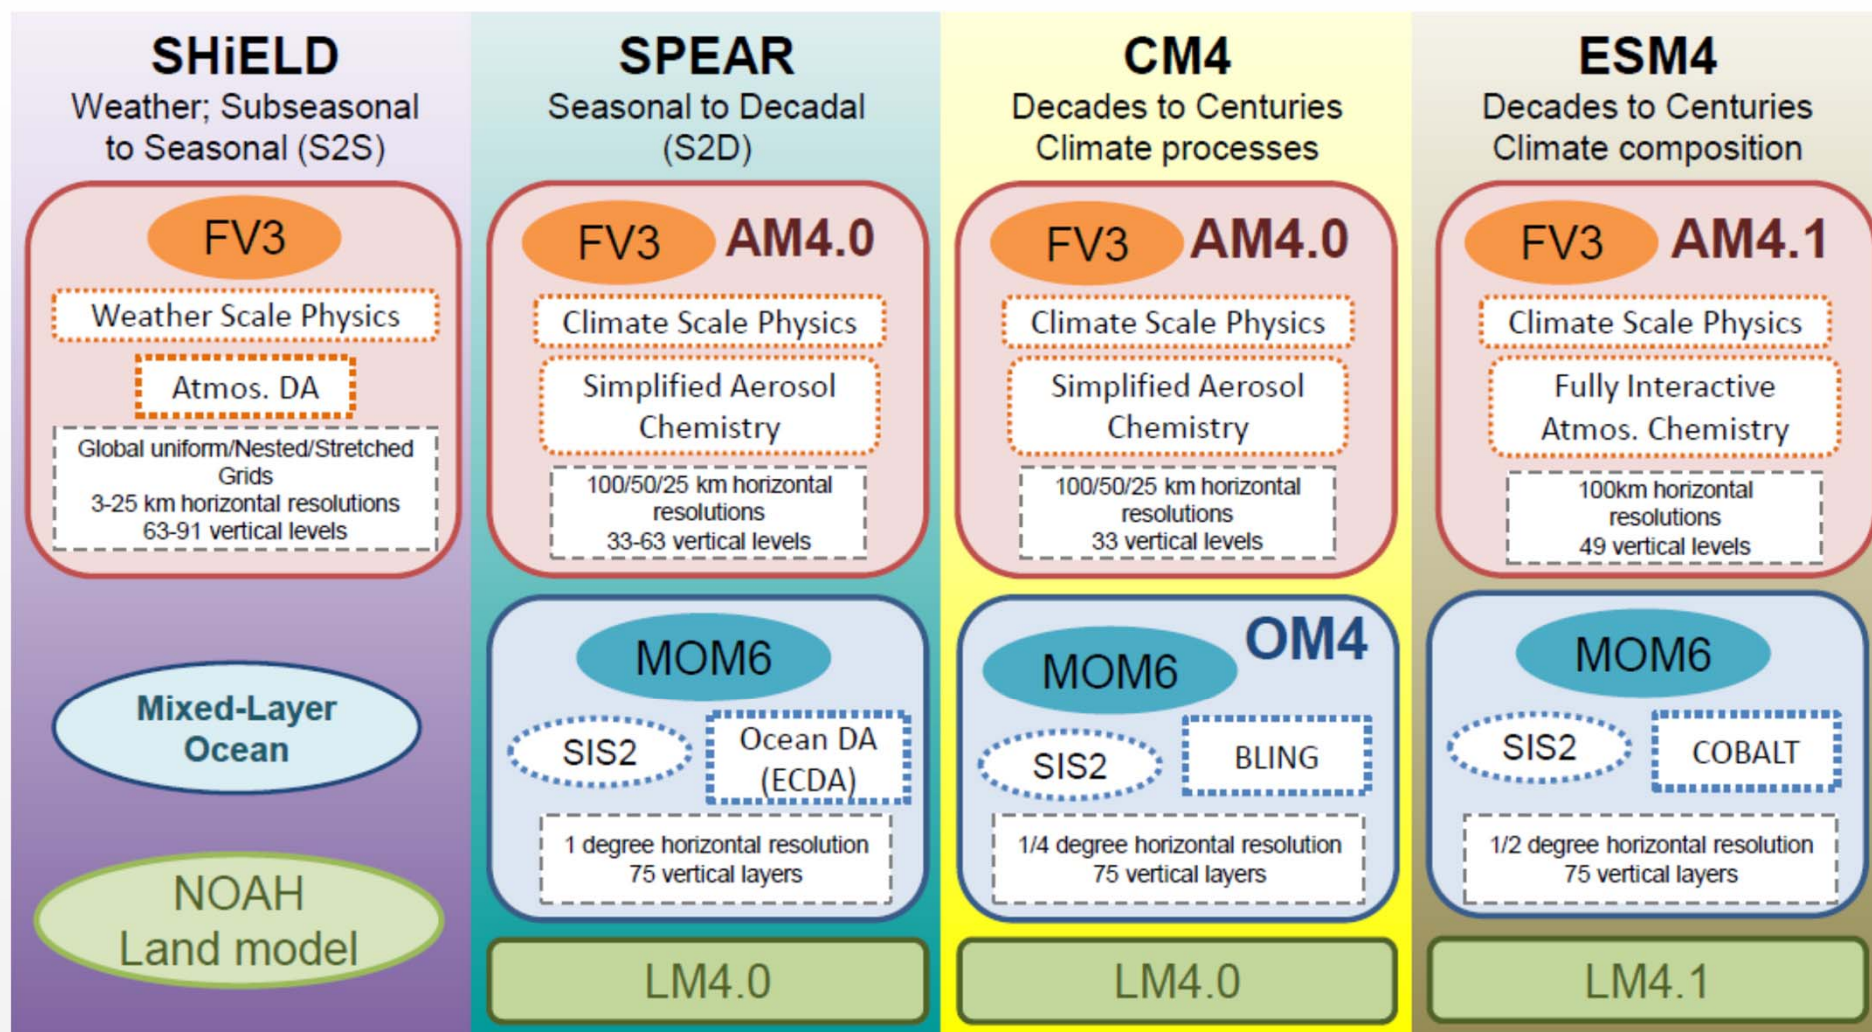 SHiELD
Weather; Subseasonal
to Seasonal (S2S)
FV3
Weather Scale Physics
Atmos. DA
Global uniform/Nested/Stretched
Grids
3-25 km horizontal resolutions
63-91 vertical levels
Mixed-Layer
Ocean
NOAH
Land model
SPEAR
Seasonal to Decadal
(S2D)
FV3
AM4.0
Climate Scale Physics
Simplified Aerosol
Chemistry
100/50/25 km horizontal
resolutions
33-63 vertical levels
MOM6
SIS2
Ocean DA
(ECDA)
1 degree horizontal resolution
75 vertical layers
LM4.0
CM4
Decades to Centuries
Climate processes
FV3
AM4.0
Climate Scale Physics
Simplified Aerosol
Chemistry
100/50/25 km horizontal
resolutions
33 vertical levels
OM4
MOM6
SIS2
BLING
1/4 degree horizontal resolution
75 vertical layers
LM4.0
ESM4
Decades to Centuries
Climate composition
FV3
AM4.1
Climate Scale Physics
Fully Interactive
Atmos. Chemistry
100km horizontal
resolutions
49 vertical levels
MOM6
SIS2
COBALT
1/2 degree horizontal resolution
75 vertical layers
LM4.1